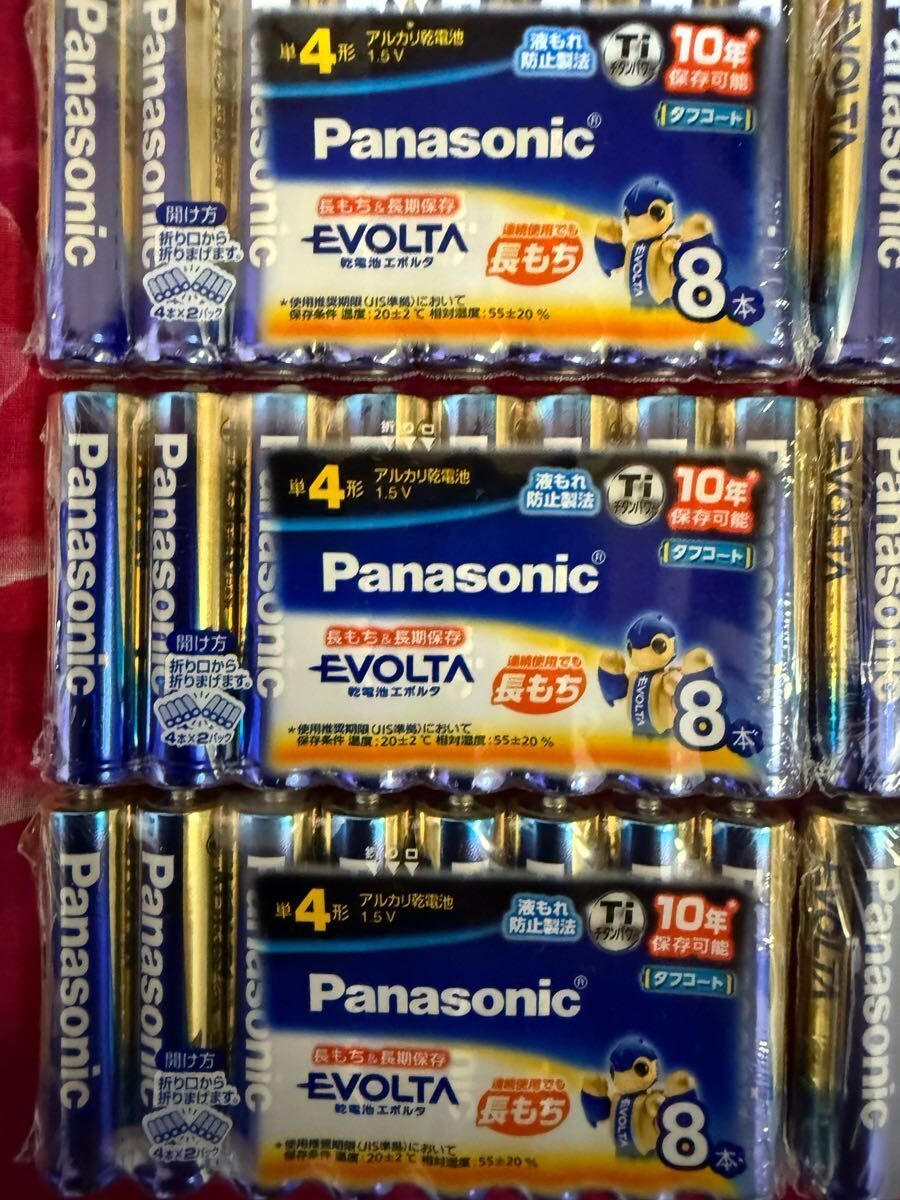 Panasonic
Panasonic
Panasonic
単4形 アルカリ乾電池
1.5V
液もれ
防止製法
Ti
チタンパワー
10年*
保存可能
タフコート
Panasonic®
長もち&長期保存
EVOLTA
乾電池エボルタ
連続使用でも
長もち
EVOLTA
8本
*使用推奨期限(JIS準拠)において
保存条件 温度:20±2℃ 相対湿度:55±20%
開け方
折り口から
折りまげます。
4本×2パック
EVOLTA
Panasonic
Panasonic
Panasonic
折り口
単4形 アルカリ乾電池
1.5V
液もれ
防止製法
Ti
チタンパワー
10年*
保存可能
タフコート
Panasonic®
長もち&長期保存
EVOLTA
乾電池エボルタ
連続使用でも
長もち
EVOLTA
8本
*使用推奨期限(JIS準拠)において
保存条件 温度:20±2℃ 相対湿度:55±20%
開け方
折り口から
折りまげます。
4本×2パック
EVOLTA
Panasonic
Panasonic
Panasonic
折り口
単4形 アルカリ乾電池
1.5V
液もれ
防止製法
Ti
チタンパワー
10年*
保存可能
タフコート
Panasonic®
長もち&長期保存
EVOLTA
乾電池エボルタ
連続使用でも
長もち
EVOLTA
8本
*使用推奨期限(JIS準拠)において
保存条件 温度:20±2℃ 相対湿度:55±20%
開け方
折り口から
折りまげます。
4本×2パック
EVOLTA
Panasonic